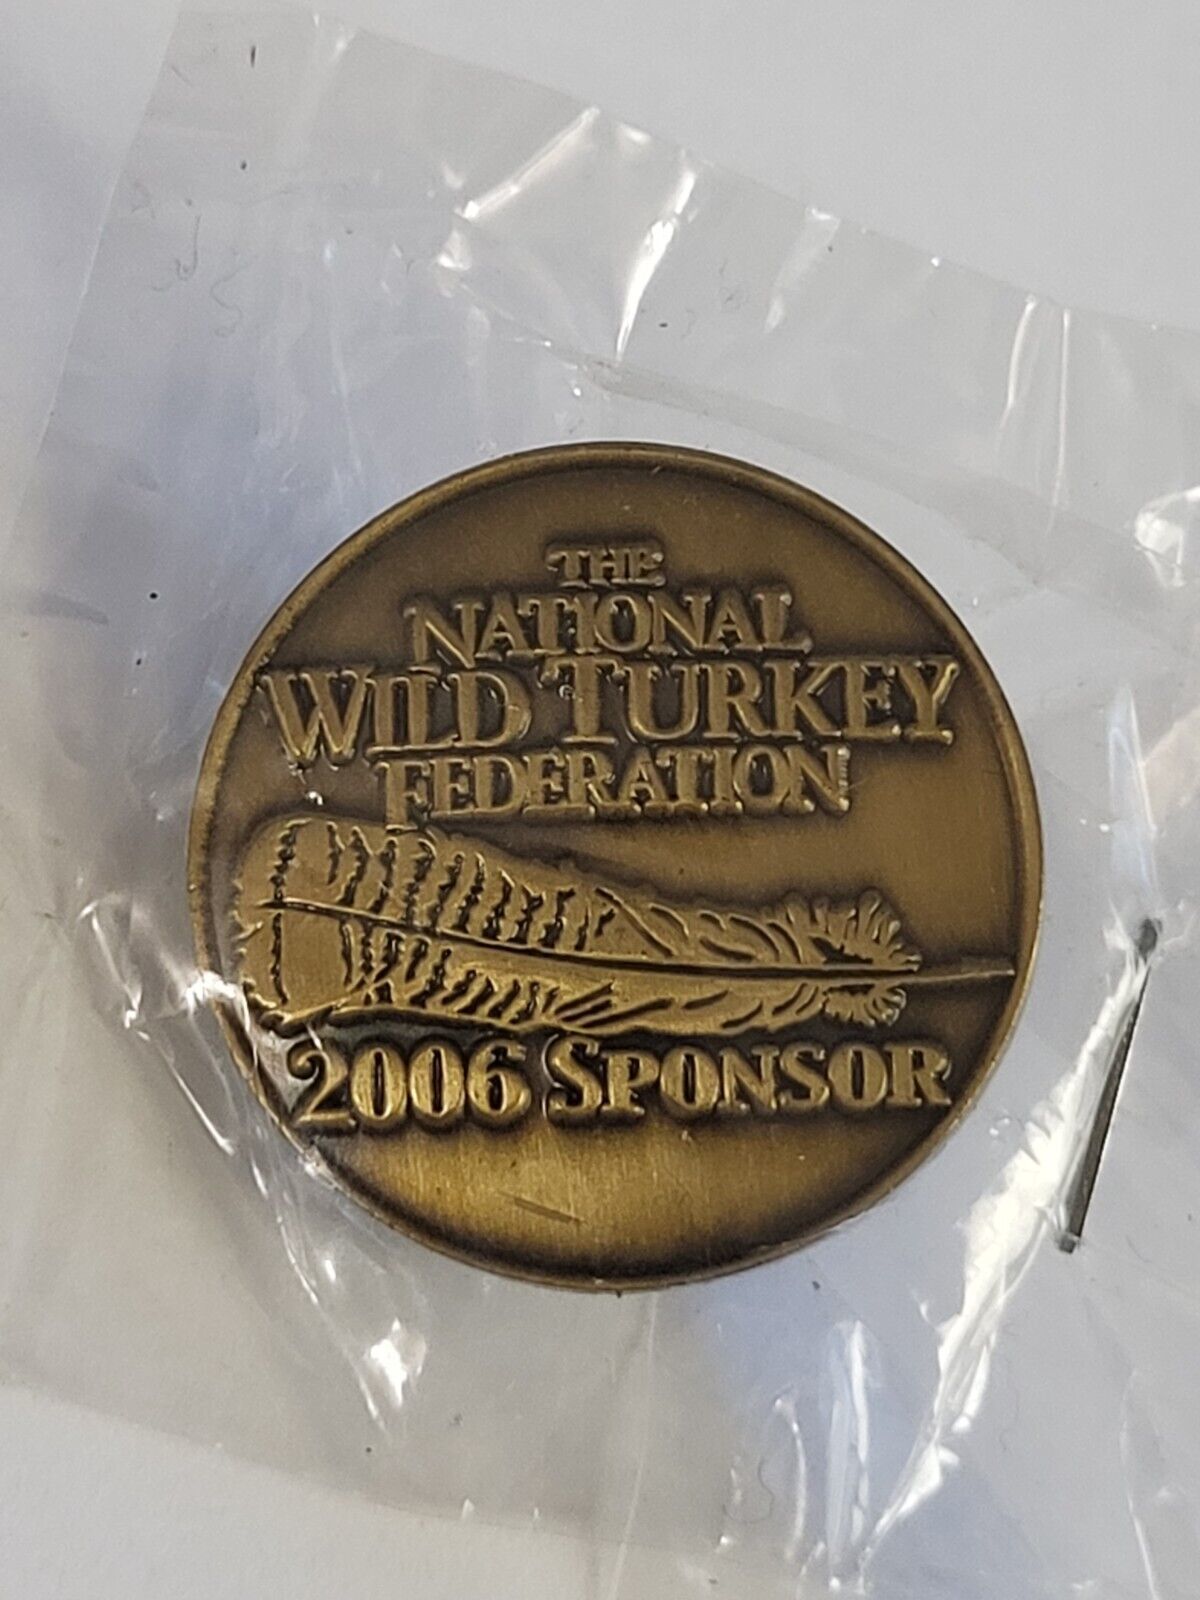 THE
NATIONAL
WILD TURKEY
FEDERATION
2006 SPONSOR